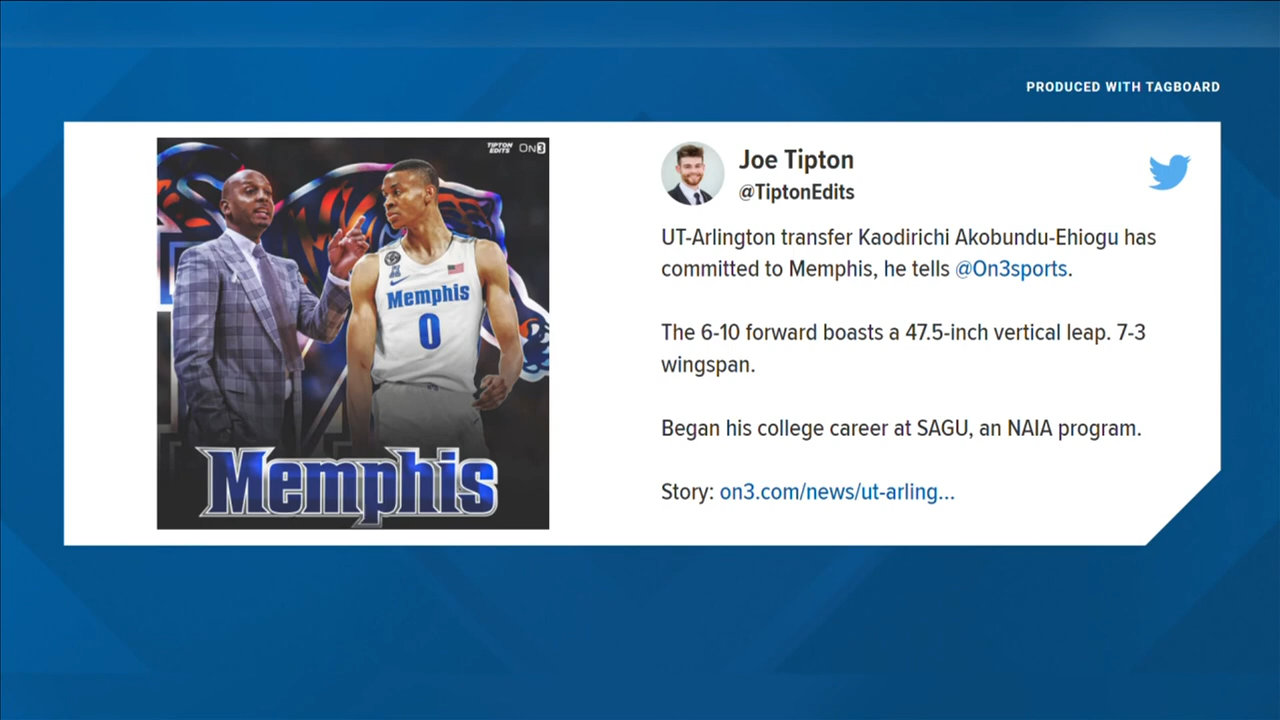 PRODUCED WITH TAGBOARD
TIPTON
EDITS
On3
Memphis
0
Memphis
Joe Tipton
@TiptonEdits
UT-Arlington transfer Kaodirichi Akobundu-Ehiogu has
committed to Memphis, he tells @On3sports.
The 6-10 forward boasts a 47.5-inch vertical leap. 7-3
wingspan.
Began his college career at SAGU, an NAIA program.
Story: on3.com/news/ut-arling...